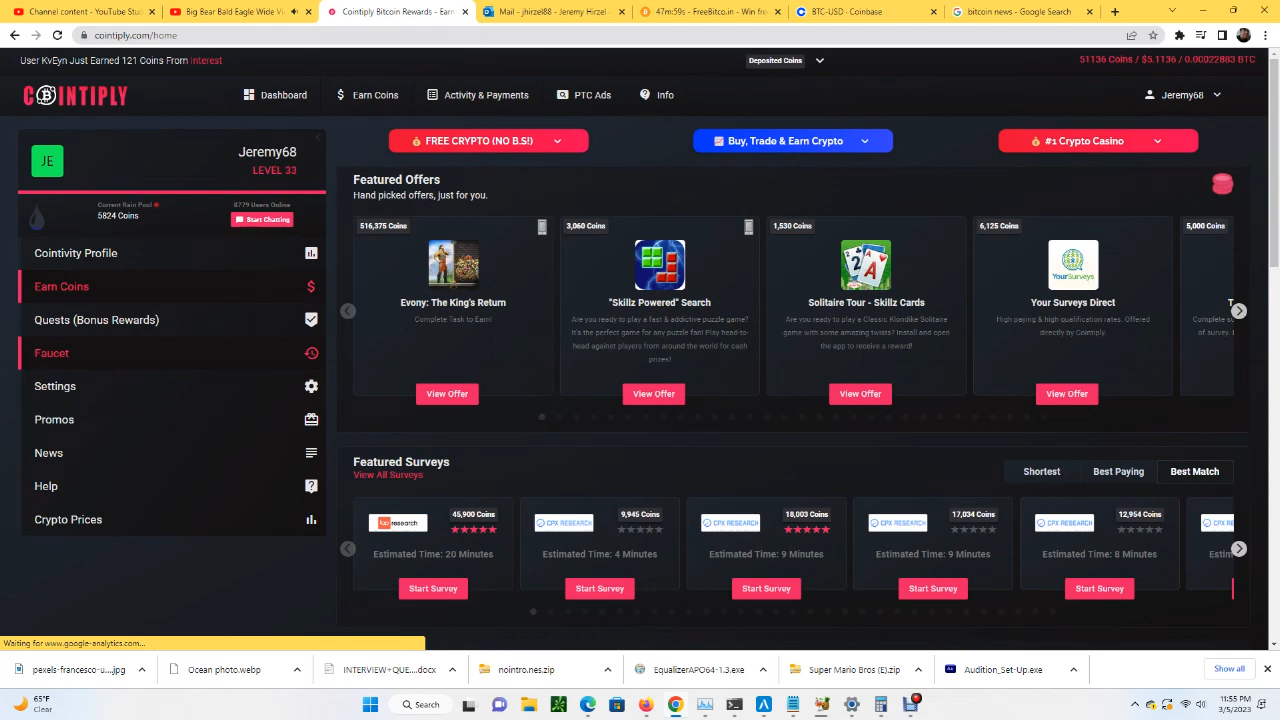 Channel content - YouTube Stud
Big Bear Bald Eagle Wide Vi
Cointiply Bitcoin Rewards - Earn
Mail - jhirzel88 - Jeremy Hirzel -
47m:59s - FreeBitco.in - Win fre
BTC-USD - Coinbase
bitcoin news - Google Search
cointiply.com/home
User KvEyn Just Earned 121 Coins From interest
Deposited Coins
51136 Coins / $5.1136 / 0.00022883 BTC
COINTIPLY
Dashboard
Earn Coins
Activity & Payments
PTC Ads
Info
Jeremy68
FREE CRYPTO (NO B.S!)
Buy, Trade & Earn Crypto
#1 Crypto Casino
JE
Jeremy68
LEVEL 33
Current Rain Pool
5824 Coins
8779 Users Online
Start Chatting
Cointivity Profile
Earn Coins
Quests (Bonus Rewards)
Faucet
Settings
Promos
News
Help
Crypto Prices
Featured Offers
Hand picked offers, just for you.
516,375 Coins
Evony: The King's Return
Complete Task to Earn!
View Offer
3,060 Coins
"Skillz Powered" Search
Are you ready to play a fast & addictive puzzle game?
It's the perfect game for any puzzle fan! Play head-to-
head against players from around the world for cash
prizes!
View Offer
1,530 Coins
Solitaire Tour - Skillz Cards
Are you ready to play a Classic Klondike Solitaire
game with some amazing twists? Install and open
the app to receive a reward!
View Offer
6,125 Coins
YourSurveys
Your Surveys Direct
High paying & high qualification rates. Offered
directly by Cointiply.
View Offer
5,000 Coins
T
Complete su
of survey. E
Featured Surveys
View All Surveys
Shortest
Best Paying
Best Match
research
45,900 Coins
Estimated Time: 20 Minutes
Start Survey
CPX RESEARCH
9,945 Coins
Estimated Time: 4 Minutes
Start Survey
CPX RESEARCH
18,003 Coins
Estimated Time: 9 Minutes
Start Survey
CPX RESEARCH
17,034 Coins
Estimated Time: 9 Minutes
Start Survey
CPX RESEARCH
12,954 Coins
Estimated Time: 8 Minutes
Start Survey
CPX RE
Estim
Waiting for www.google-analytics.com...
pexels-francesco-u....jpg
Ocean photo.webp
INTERVIEW+QUE....docx
nointro.nes.zip
EqualizerAPO64-1.3.exe
Super Mario Bros (E).zip
Audition_Set-Up.exe
Show all
65°F
Clear
Search
11:55 PM
3/5/2023